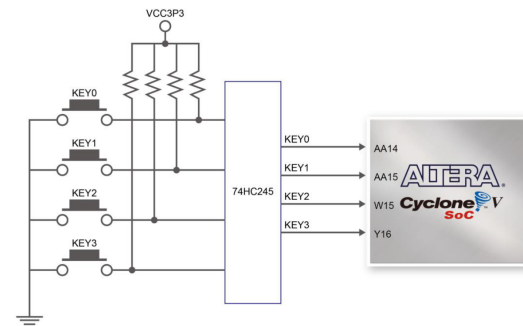 VCC3P3
KEY0
KEY1
KEY2
KEY3
74HC245
KEY0
KEY1
KEY2
KEY3
AA14
AA15
W15
Y16
ALTERA.
Cyclone V
SoC